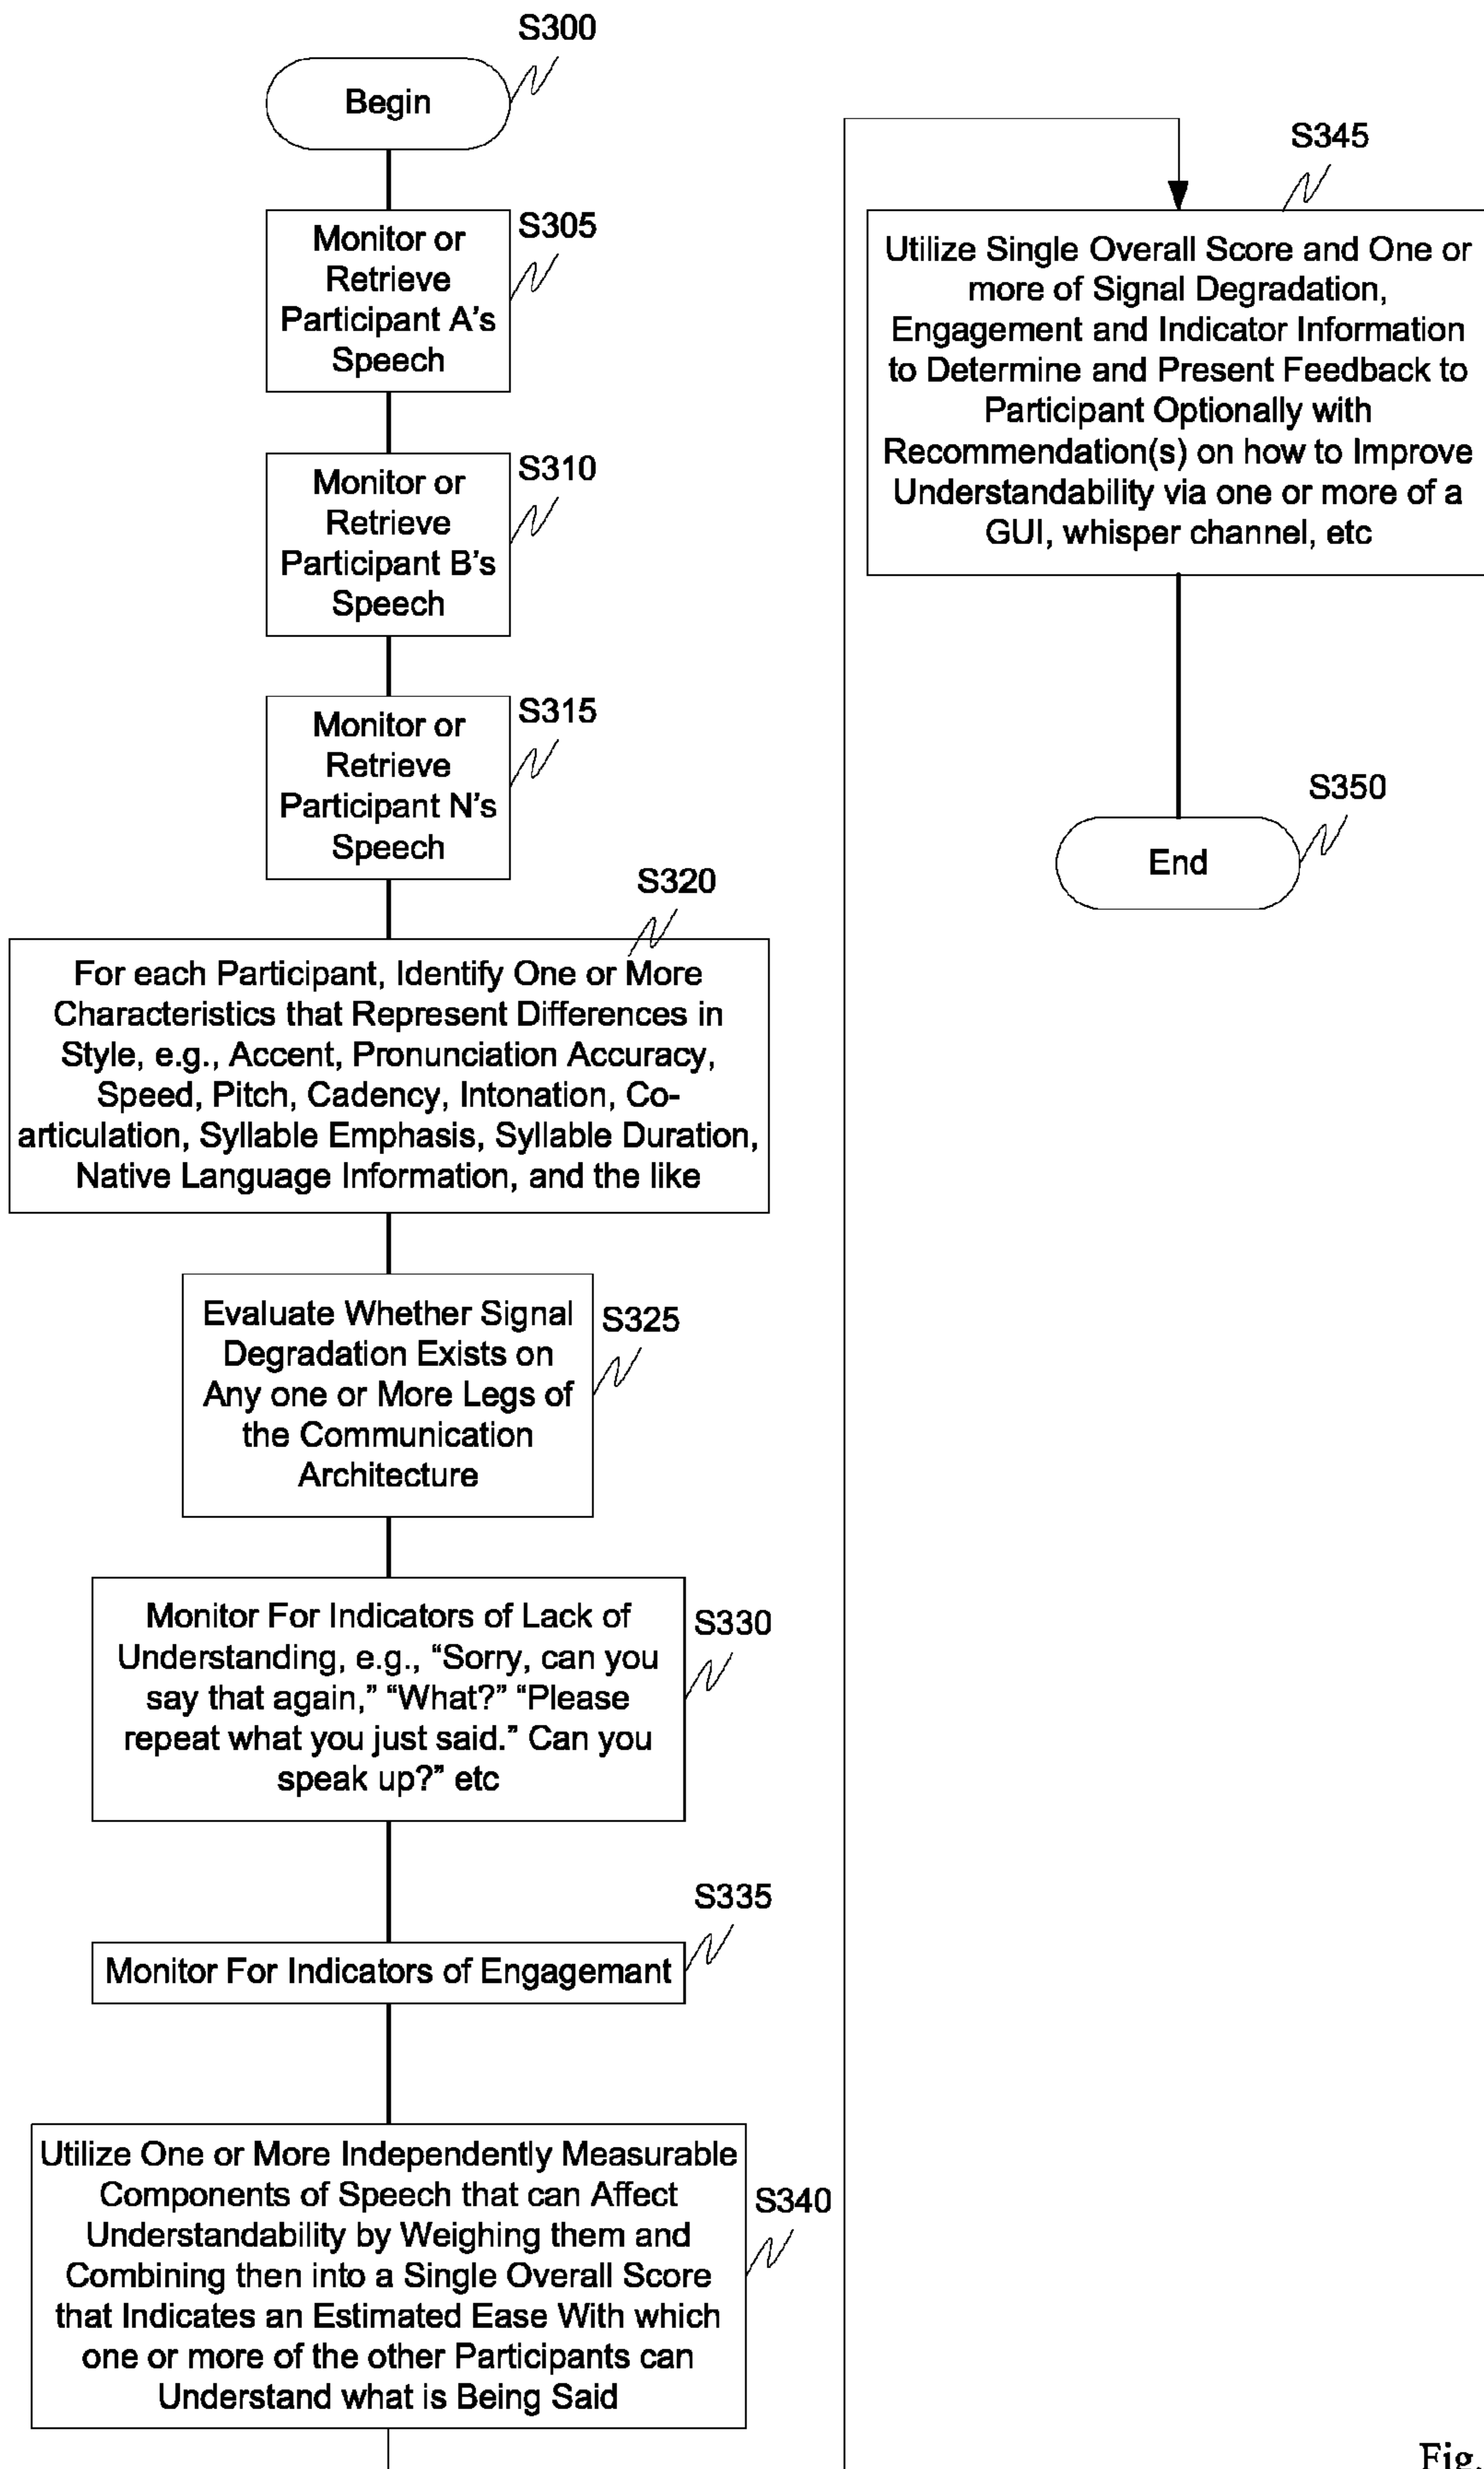 S300
Begin
S305
Monitor or
Retrieve
Participant A's
Speech
S310
Monitor or
Retrieve
Participant B's
Speech
S315
Monitor or
Retrieve
Participant N's
Speech
S320
For each Participant, Identify One or More
Characteristics that Represent Differences in
Style, e.g., Accent, Pronunciation Accuracy,
Speed, Pitch, Cadency, Intonation, Co-
articulation, Syllable Emphasis, Syllable Duration,
Native Language Information, and the like
S325
Evaluate Whether Signal
Degradation Exists on
Any one or More Legs of
the Communication
Architecture
S330
Monitor For Indicators of Lack of
Understanding, e.g., “Sorry, can you
say that again,” “What?” “Please
repeat what you just said.” Can you
speak up?” etc
S335
Monitor For Indicators of Engagemant
S340
Utilize One or More Independently Measurable
Components of Speech that can Affect
Understandability by Weighing them and
Combining then into a Single Overall Score
that Indicates an Estimated Ease With which
one or more of the other Participants can
Understand what is Being Said
S345
Utilize Single Overall Score and One or
more of Signal Degradation,
Engagement and Indicator Information
to Determine and Present Feedback to
Participant Optionally with
Recommendation(s) on how to Improve
Understandability via one or more of a
GUI, whisper channel, etc
S350
End
Fig.